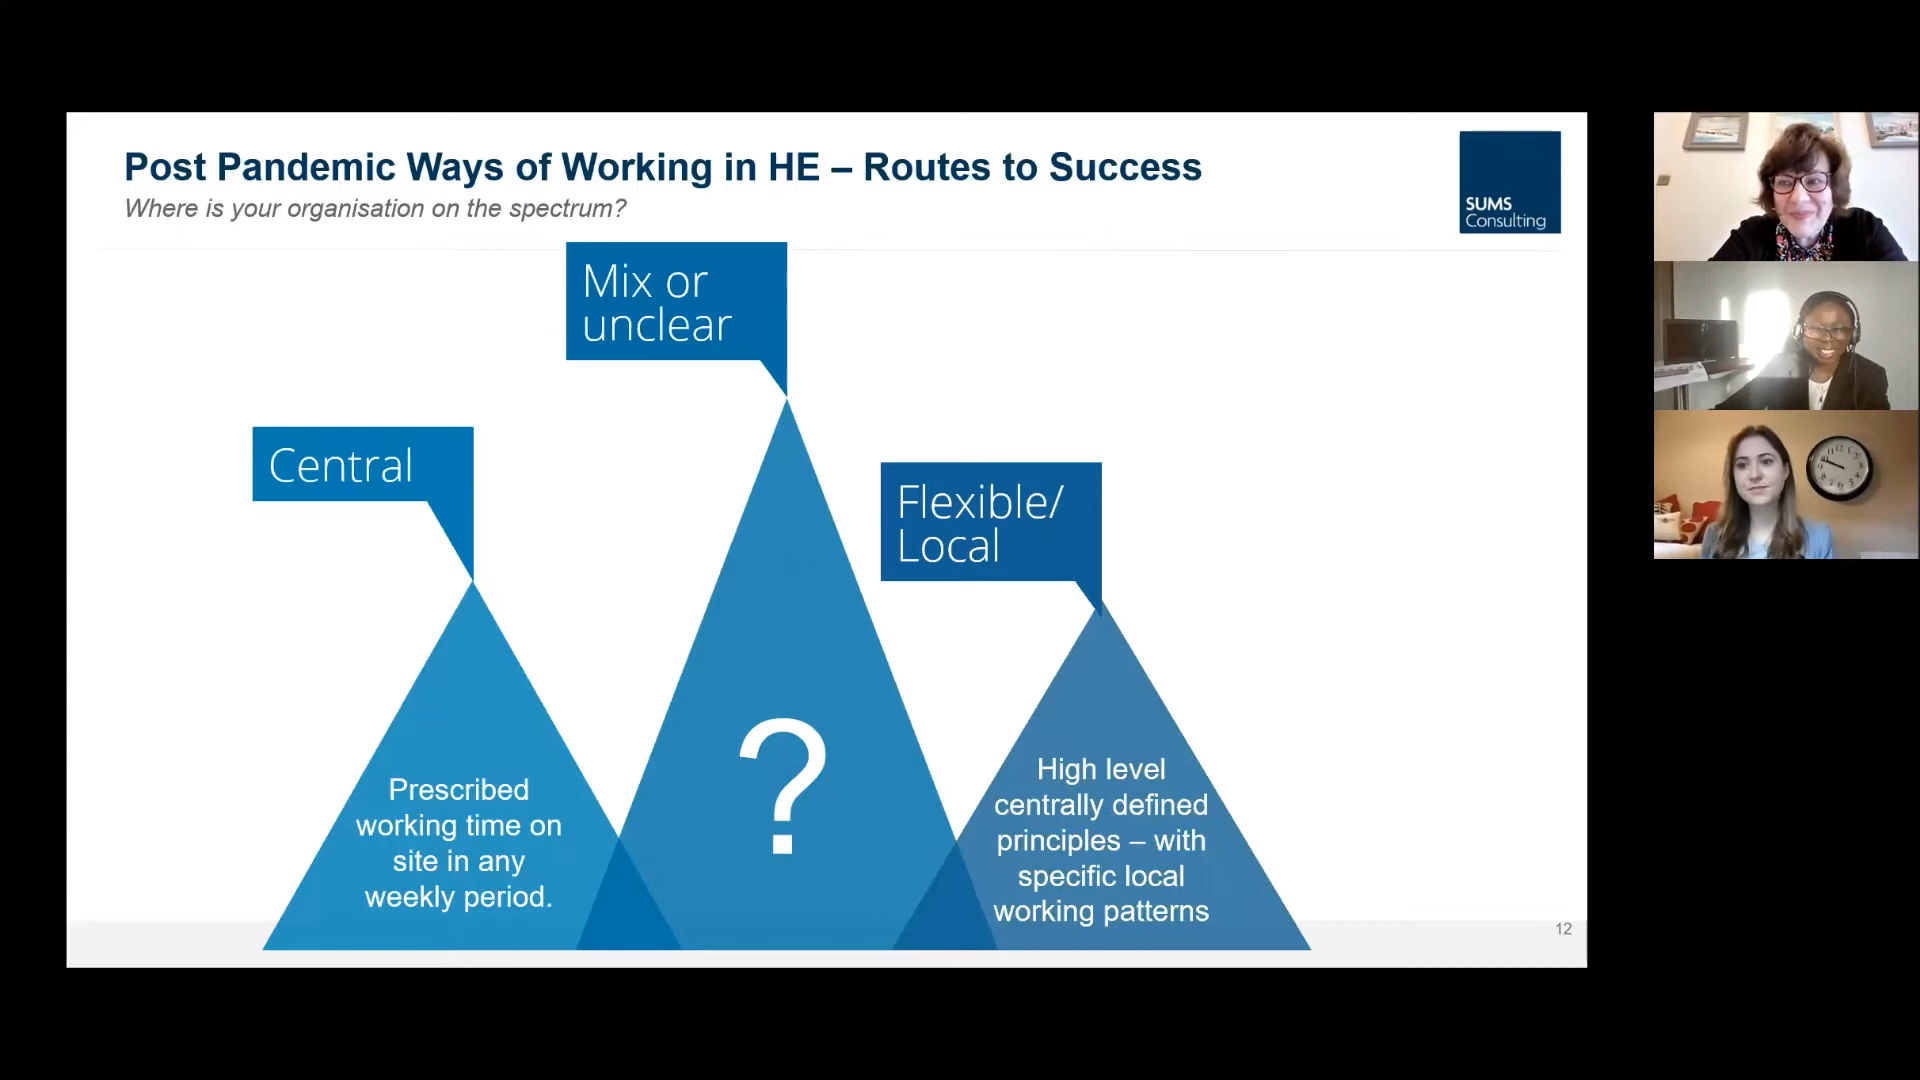 Post Pandemic Ways of Working in HE – Routes to Success
Where is your organisation on the spectrum?
SUMS
Consulting
Mix or
unclear
Central
Flexible/
Local
?
Prescribed
working time on
site in any
weekly period.
High level
centrally defined
principles – with
specific local
working patterns
12